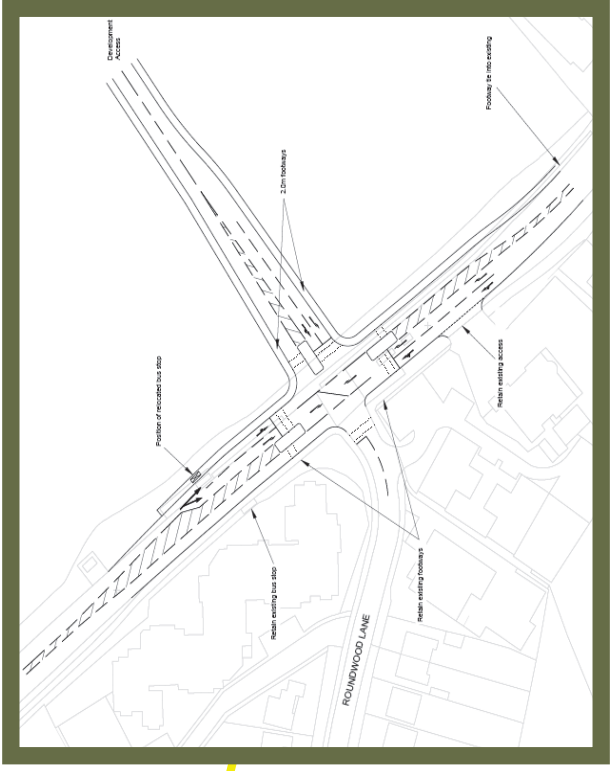 Development
Access
Footway tie into existing
2.0m footways
Position of relocated bus stop
Retain existing access
Retain existing bus stop
Retain existing footways
ROUNDWOOD LANE